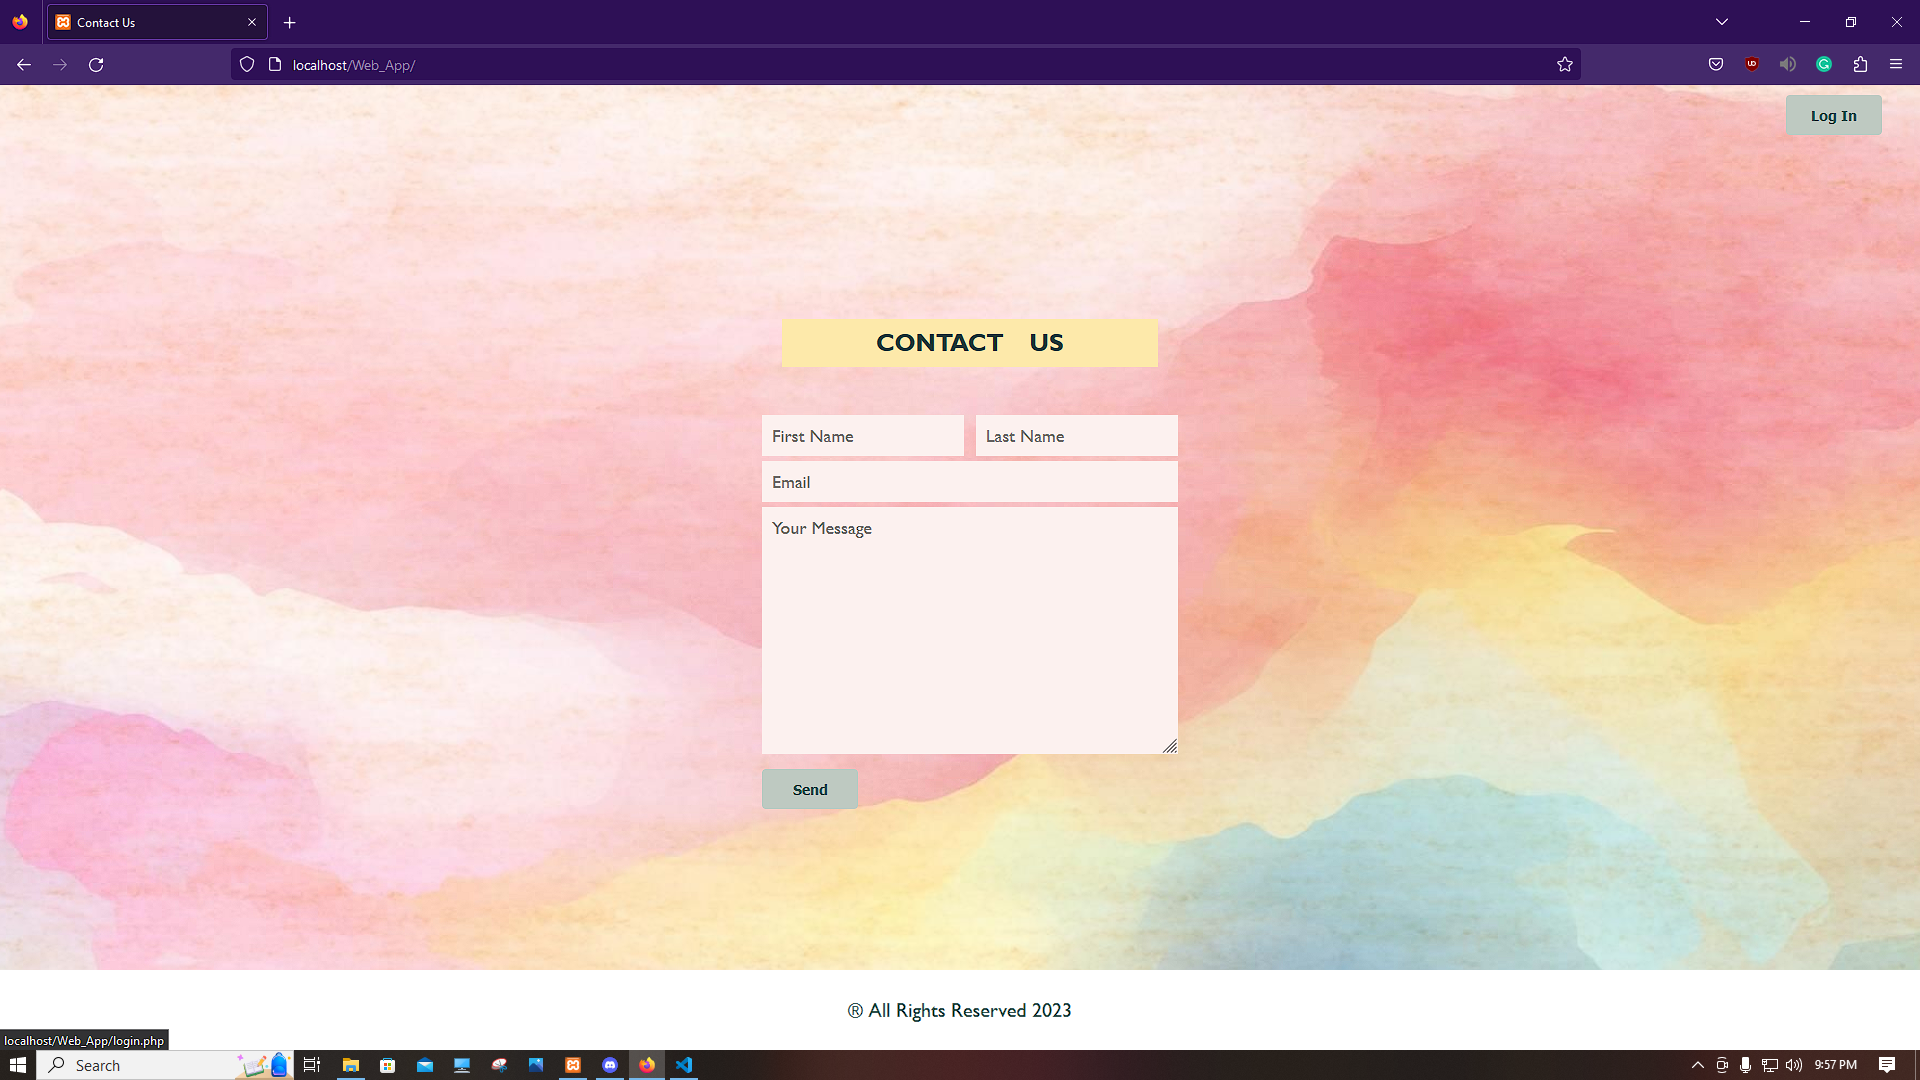 Contact Us
localhost/Web_App/
Log In
CONTACT US
First Name
Last Name
Email
Your Message
Send
® All Rights Reserved 2023
localhost/Web_App/login.php
Search
9:57 PM